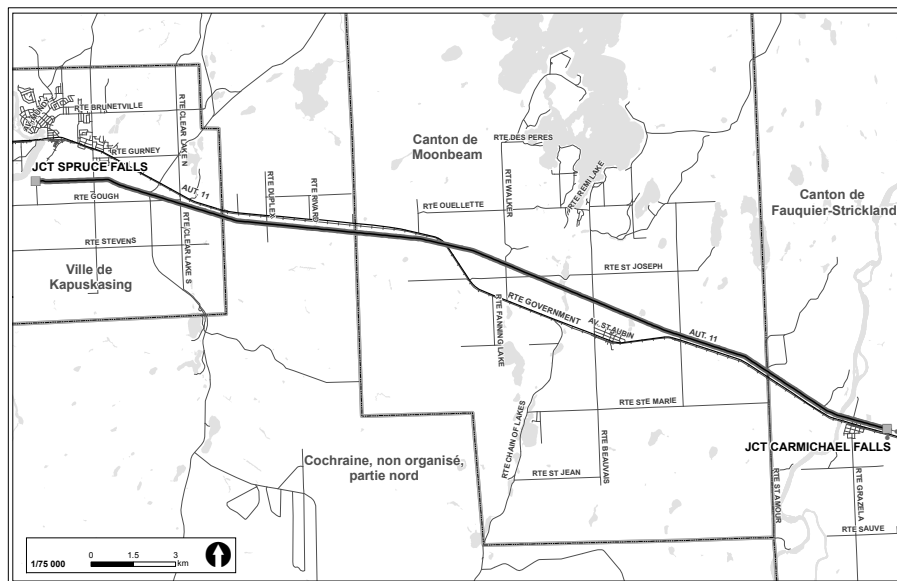 RTE BRUNETVILLE
RTE CLEAR LAKE N
RTE GURNEY
JCT SPRUCE FALLS
AUT. 11
RTE GOUGH
RTE DUPLEX
RTE RIVARD
RTE STEVENS
RTE CLEAR LAKE S
Ville de
Kapuskasing
Canton de
Moonbeam
RTE DES PERES
RTE WALKER
RTE REMI LAKE
RTE OUELLETTE
Canton de
Fauquier-Strickland
RTE ST JOSEPH
RTE GOVERNMENT
RTE FANNING LAKE
AV. ST AUBIN
AUT. 11
RTE STE MARIE
RTE CHAIN OF LAKES
RTE BEAUVAIS
RTE ST JEAN
JCT CARMICHAEL FALLS
RTE ST AMOUR
RTE GRAZELA
RTE SAUVE
Cochraine, non organisé,
partie nord
1/75 000
0 1.5 3
km